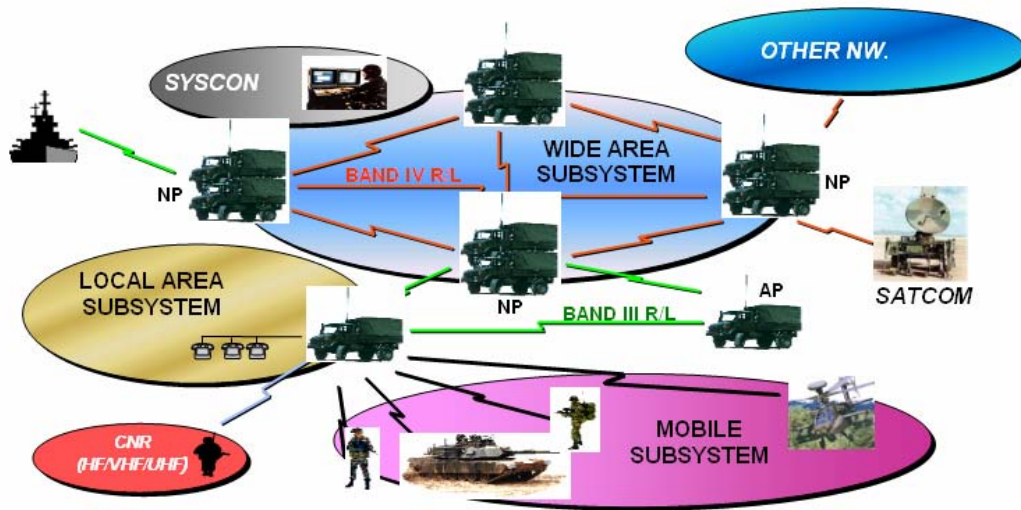 SYSCON
OTHER NW.
WIDE AREA
SUBSYSTEM
BAND IV R/L
NP
NP
LOCAL AREA
SUBSYSTEM
NP
AP
SATCOM
BAND III R/L
CNR
(HF/VHF/UHF)
MOBILE
SUBSYSTEM